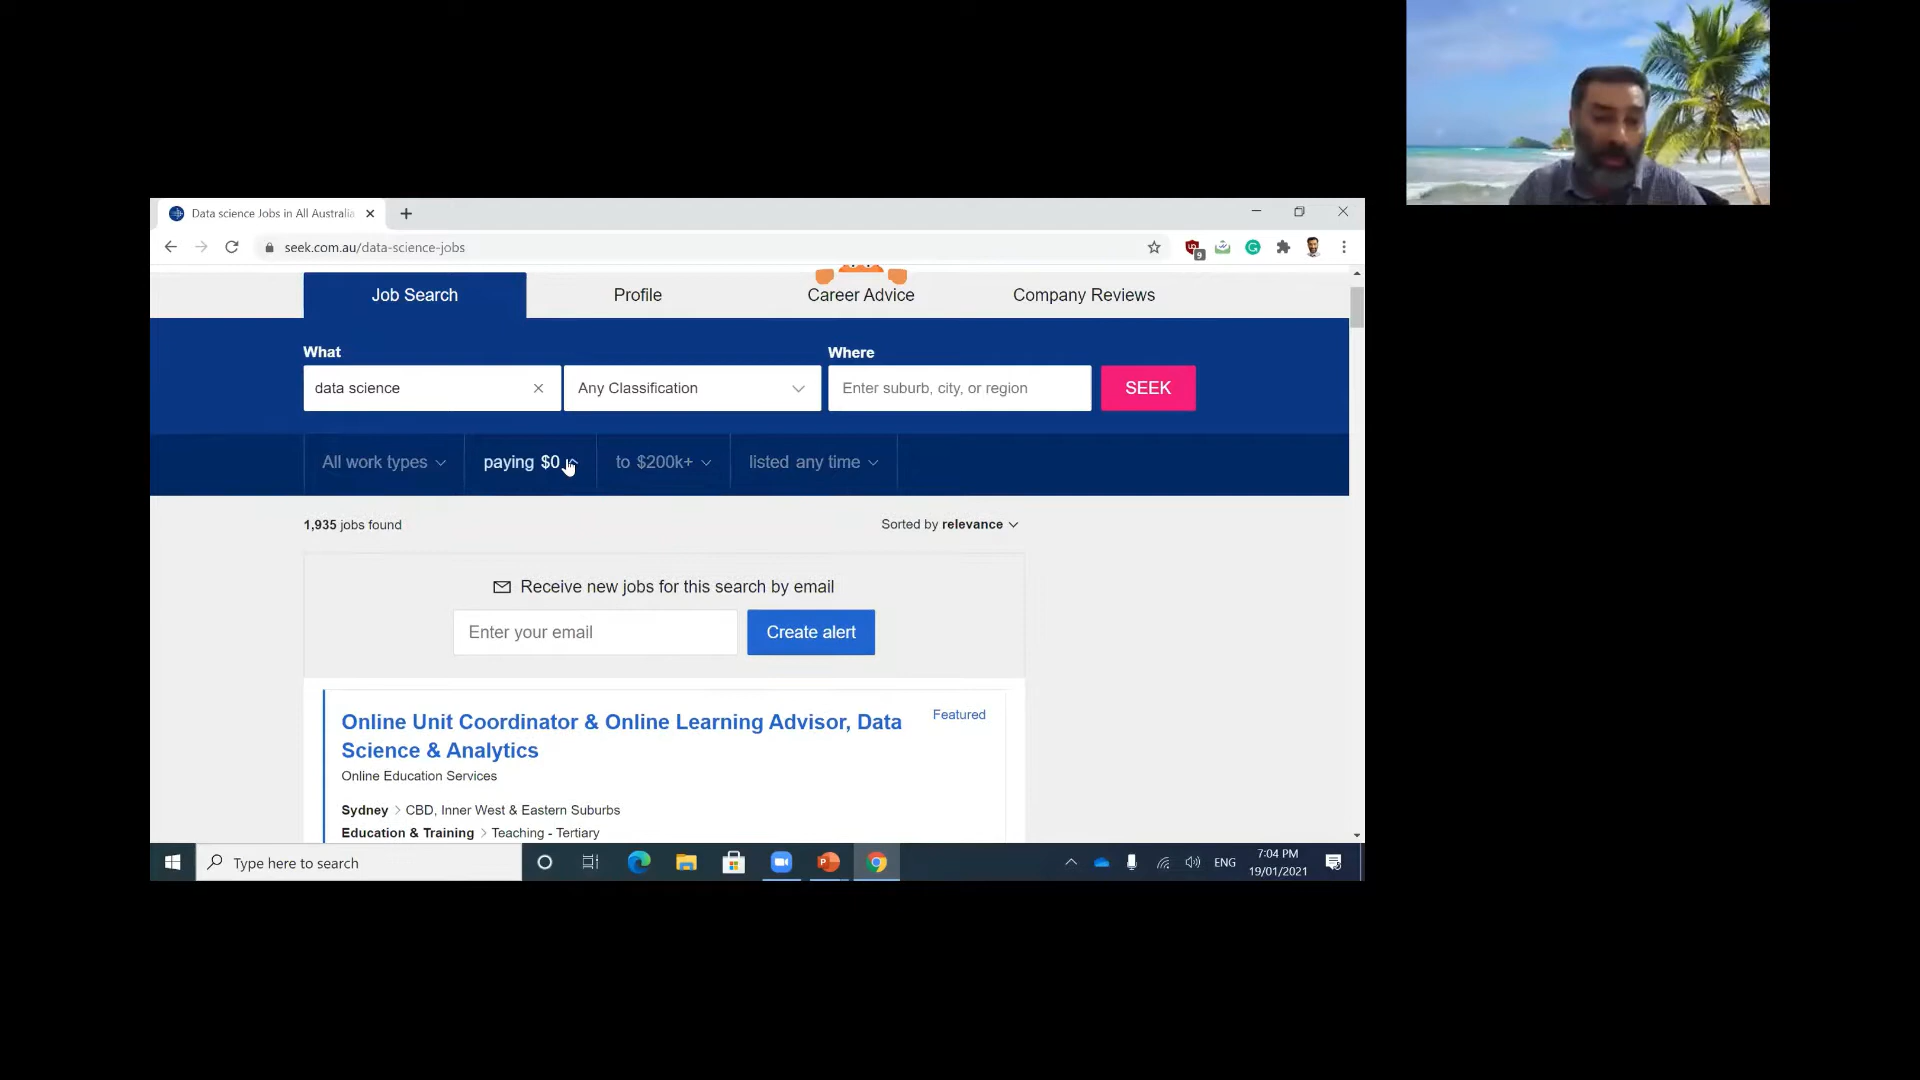 Data science Jobs in All Australia
seek.com.au/data-science-jobs
9
Job Search
Profile
Career Advice
Company Reviews
What
Where
data science
Any Classification
Enter suburb, city, or region
SEEK
All work types
paying $0
to $200k+
listed any time
1,935 jobs found
Sorted by relevance
Receive new jobs for this search by email
Enter your email
Create alert
Online Unit Coordinator & Online Learning Advisor, Data
Science & Analytics
Featured
Online Education Services
Sydney > CBD, Inner West & Eastern Suburbs
Education & Training > Teaching - Tertiary
Type here to search
ENG
7:04 PM
19/01/2021